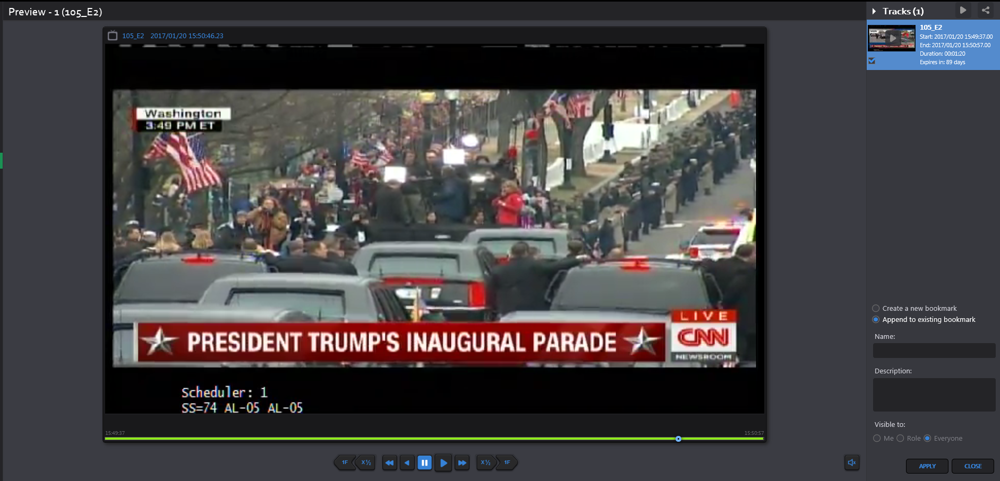 Preview - 1 (105_E2)
105_E2 2017/01/20 15:50:46.23
Washington
3:49 PM ET
PRESIDENT TRUMP'S INAUGURAL PARADE
LIVE
CNN
NEWSROOM
Scheduler: 1
SS=74 AL-05 AL-05
15:49:37
15:50:57
1F X½ X½ 1F
Tracks (1)
105_E2
Start: 2017/01/20 15:49:37.00
End: 2017/01/20 15:50:57.00
Duration: 00:01:20
Expires in: 89 days
Create a new bookmark
Append to existing bookmark
Name:
Description:
Visible to:
Me Role Everyone
APPLY CLOSE